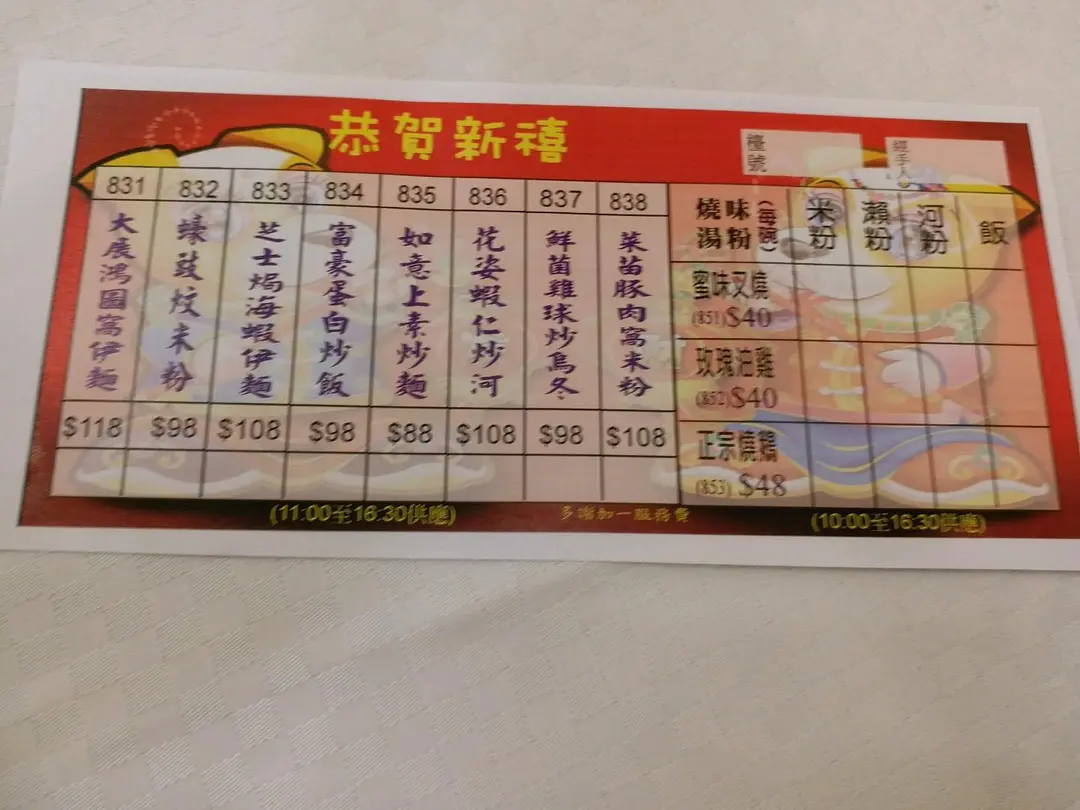 恭賀新禧
檯號
經手人
831 832 833 834 835 836 837 838
大展鴻圖窩伊麵
蠔豉炆米粉
芝士焗海蝦伊麵
富豪蛋白炒飯
如意上素炒麵
花姿蝦仁炒河
鮮菌雞球炒烏冬
菜苗豚肉窩米粉
$118 $98 $108 $98 $88 $108 $98 $108
(11:00至16:30供應)
多謝加一服務費
燒味湯粉(每碗) 米粉 瀨粉 河粉 飯
蜜味叉燒
(851)$40
玫瑰油雞
(852)$40
正宗燒鵝
(853) $48
(10:00至16:30供應)